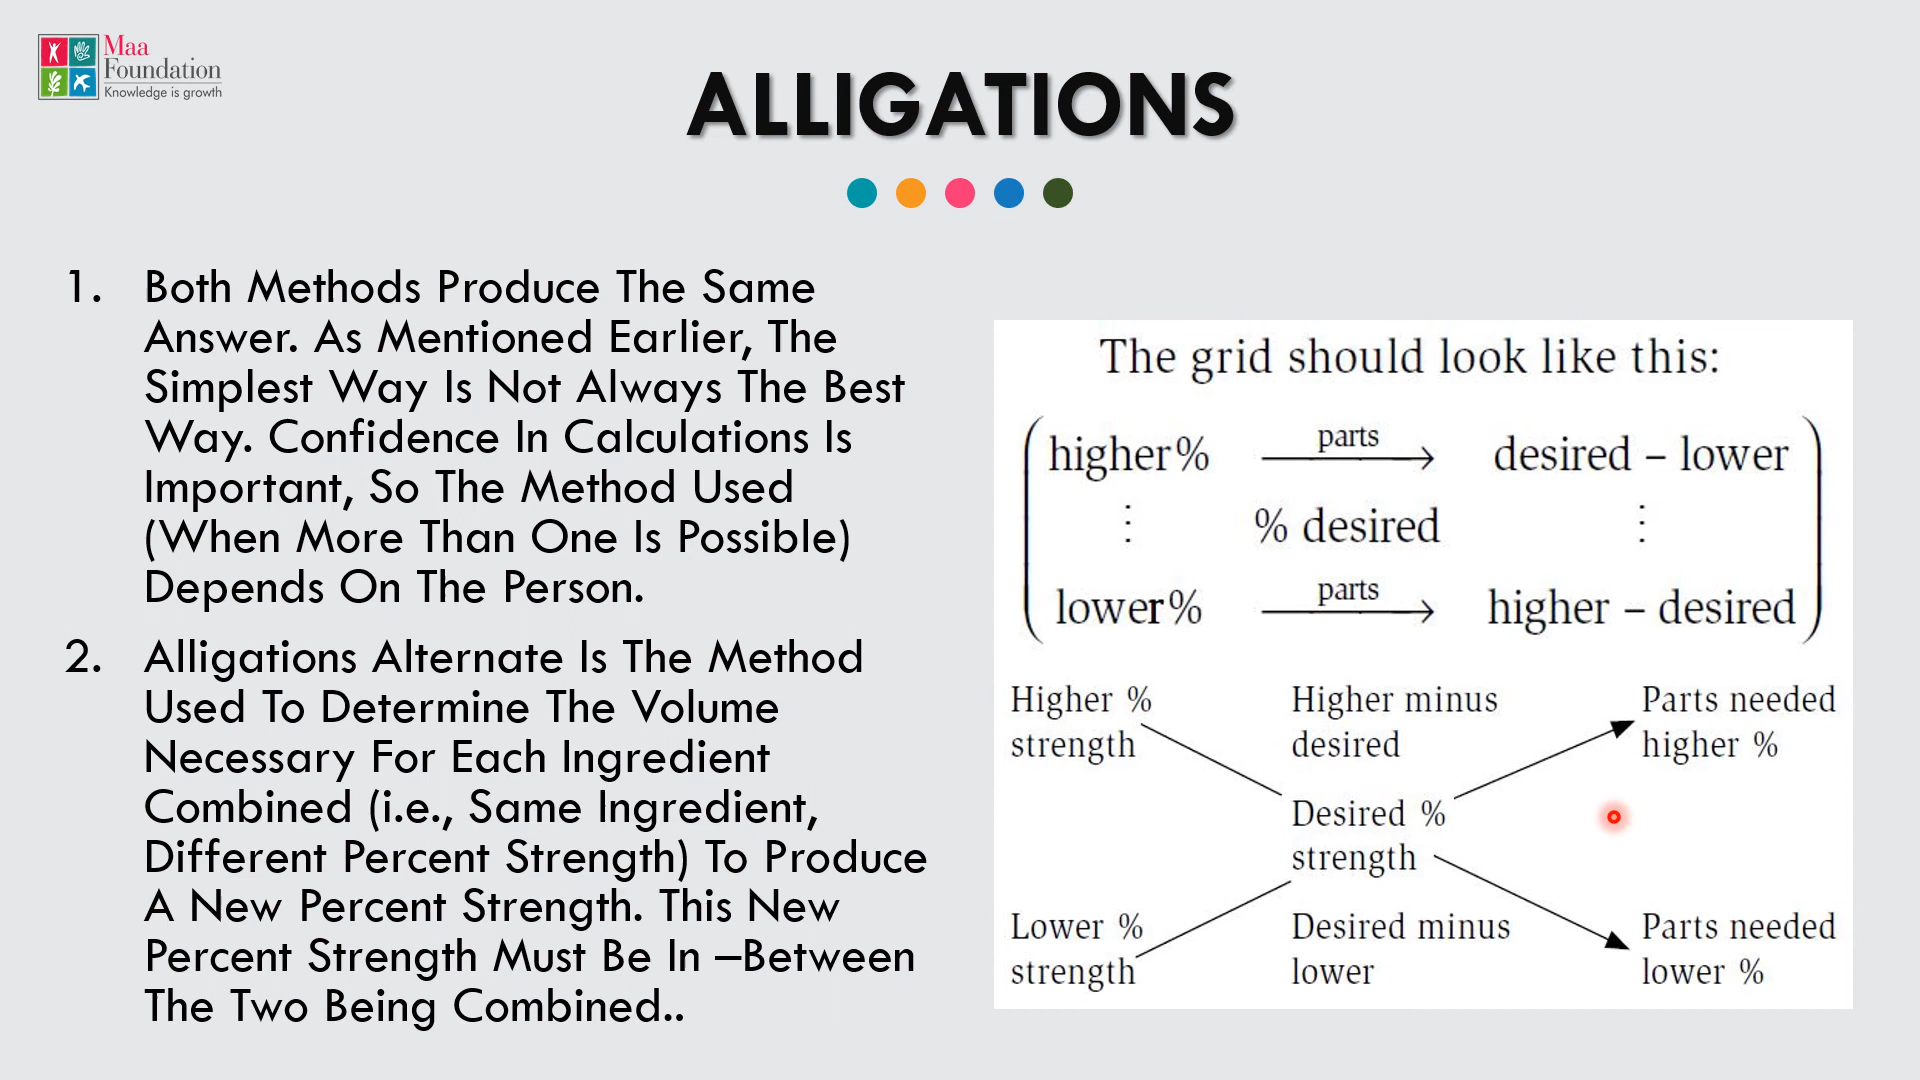 Maa
Foundation
Knowledge is growth
ALLIGATIONS
1. Both Methods Produce The Same
Answer. As Mentioned Earlier, The
Simplest Way Is Not Always The Best
Way. Confidence In Calculations Is
Important, So The Method Used
(When More Than One Is Possible)
Depends On The Person.
2. Alligations Alternate Is The Method
Used To Determine The Volume
Necessary For Each Ingredient
Combined (i.e., Same Ingredient,
Different Percent Strength) To Produce
A New Percent Strength. This New
Percent Strength Must Be In –Between
The Two Being Combined..
The grid should look like this:
higher% parts desired – lower
% desired
lower% parts higher – desired
Higher % Higher minus Parts needed
strength desired higher %
Desired %
strength
Lower % Desired minus Parts needed
strength lower lower %